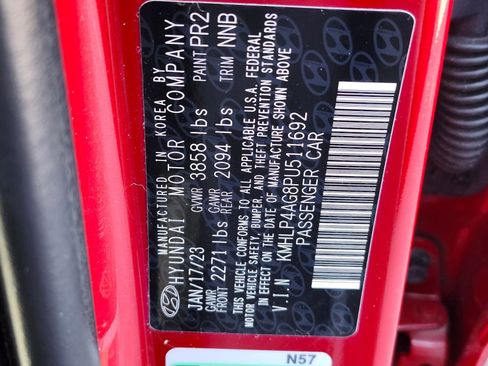 MANUFACTURED IN KOREA BY
HYUNDAI MOTOR COMPANY
JAN/17/23 GVWR 3858 lbs PAINT PR2
GAWR FRONT 2271 lbs GAWR REAR 2094 lbs TRIM NNB
THIS VEHICLE CONFORMS TO ALL APPLICABLE U.S.A. FEDERAL
MOTOR VEHICLE SAFETY, BUMPER, AND THEFT PREVENTION STANDARDS
IN EFFECT ON THE DATE OF MANUFACTURE SHOWN ABOVE
V.I.N KMHLP4AG8PU511692
PASSENGER CAR
N57